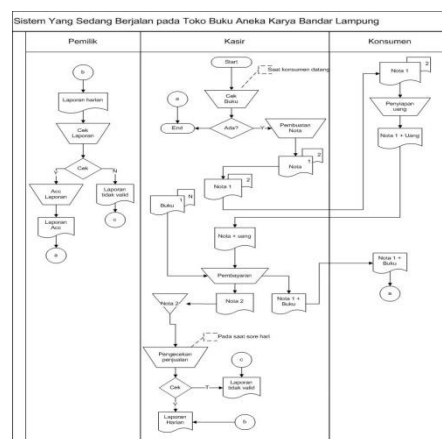 Sistem Yang Sedang Berjalan pada Toko Buku Aneka Karya Bandar Lampung
Pemilik
Kasir
Konsumen
b
Laporan harian
Cek
Laporan
Cek
Y
N
Acc
Laporan
Laporan
tidak valid
Laporan
Acc
c
a
Start
Saat konsumen datang
a
Cek
Buku
End
Ada?
Y
Pembuatan
Nota
Nota
1
2
Nota 1
2
Buku
1
N
Nota + uang
Pembayaran
Nota 2
Nota 2
Nota 1 +
Buku
Pada saat sore hari
Pengecekan
penjualan
c
Cek
T
Laporan
tidak valid
Y
Laporan
Harian
b
Nota 1
2
Penyiapan
uang
Nota 1 + Uang
Nota 1 +
Buku
a